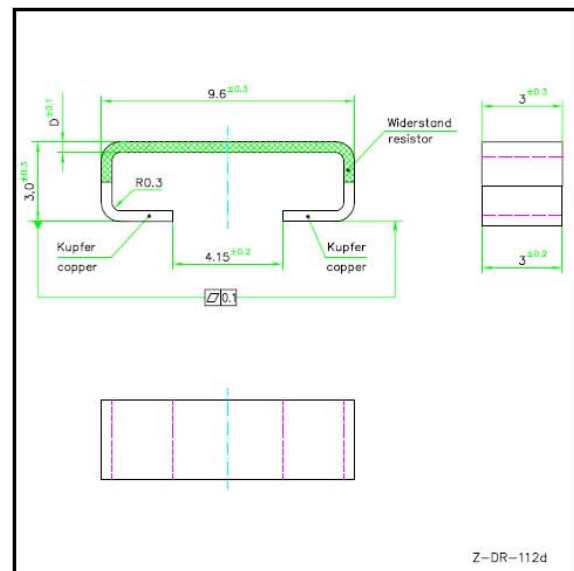 9.6±0.3
D±0.1
3.0±0.3
R0.3
Widerstand
resistor
3±0.3
Kupfer
copper
4.15±0.2
Kupfer
copper
3±0.2
0.1
Z-DR-112d